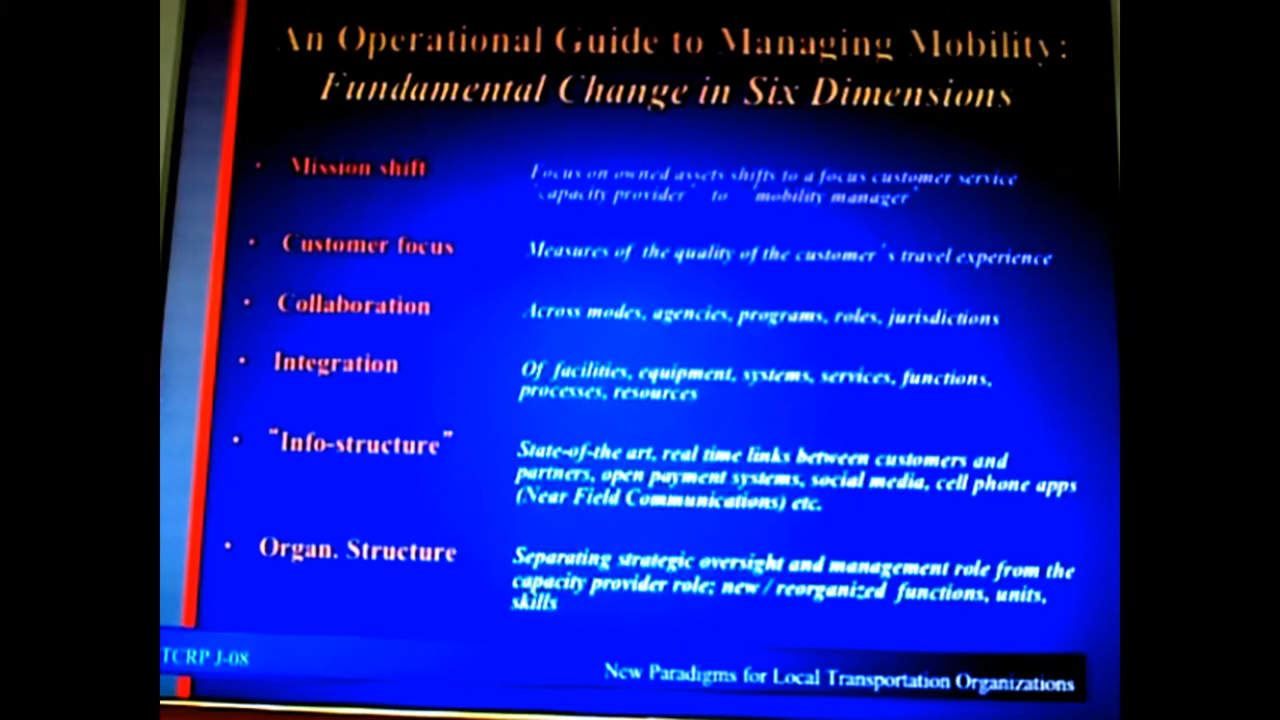 An Operational Guide to Managing Mobility:
Fundamental Change in Six Dimensions
• Mission shift
Focus on owned assets shifts to a focus customer service
"capacity provider" to "mobility manager"
• Customer focus
Measures of the quality of the customer's travel experience
• Collaboration
Across modes, agencies, programs, roles, jurisdictions
• Integration
Of facilities, equipment, systems, services, functions,
processes, resources
• "Info-structure"
State-of-the art, real time links between customers and
partners, open payment systems, social media, cell phone apps
(Near Field Communications) etc.
• Organ. Structure
Separating strategic oversight and management role from the
capacity provider role; new / reorganized functions, units,
skills
TCRP J-08
New Paradigms for Local Transportation Organizations